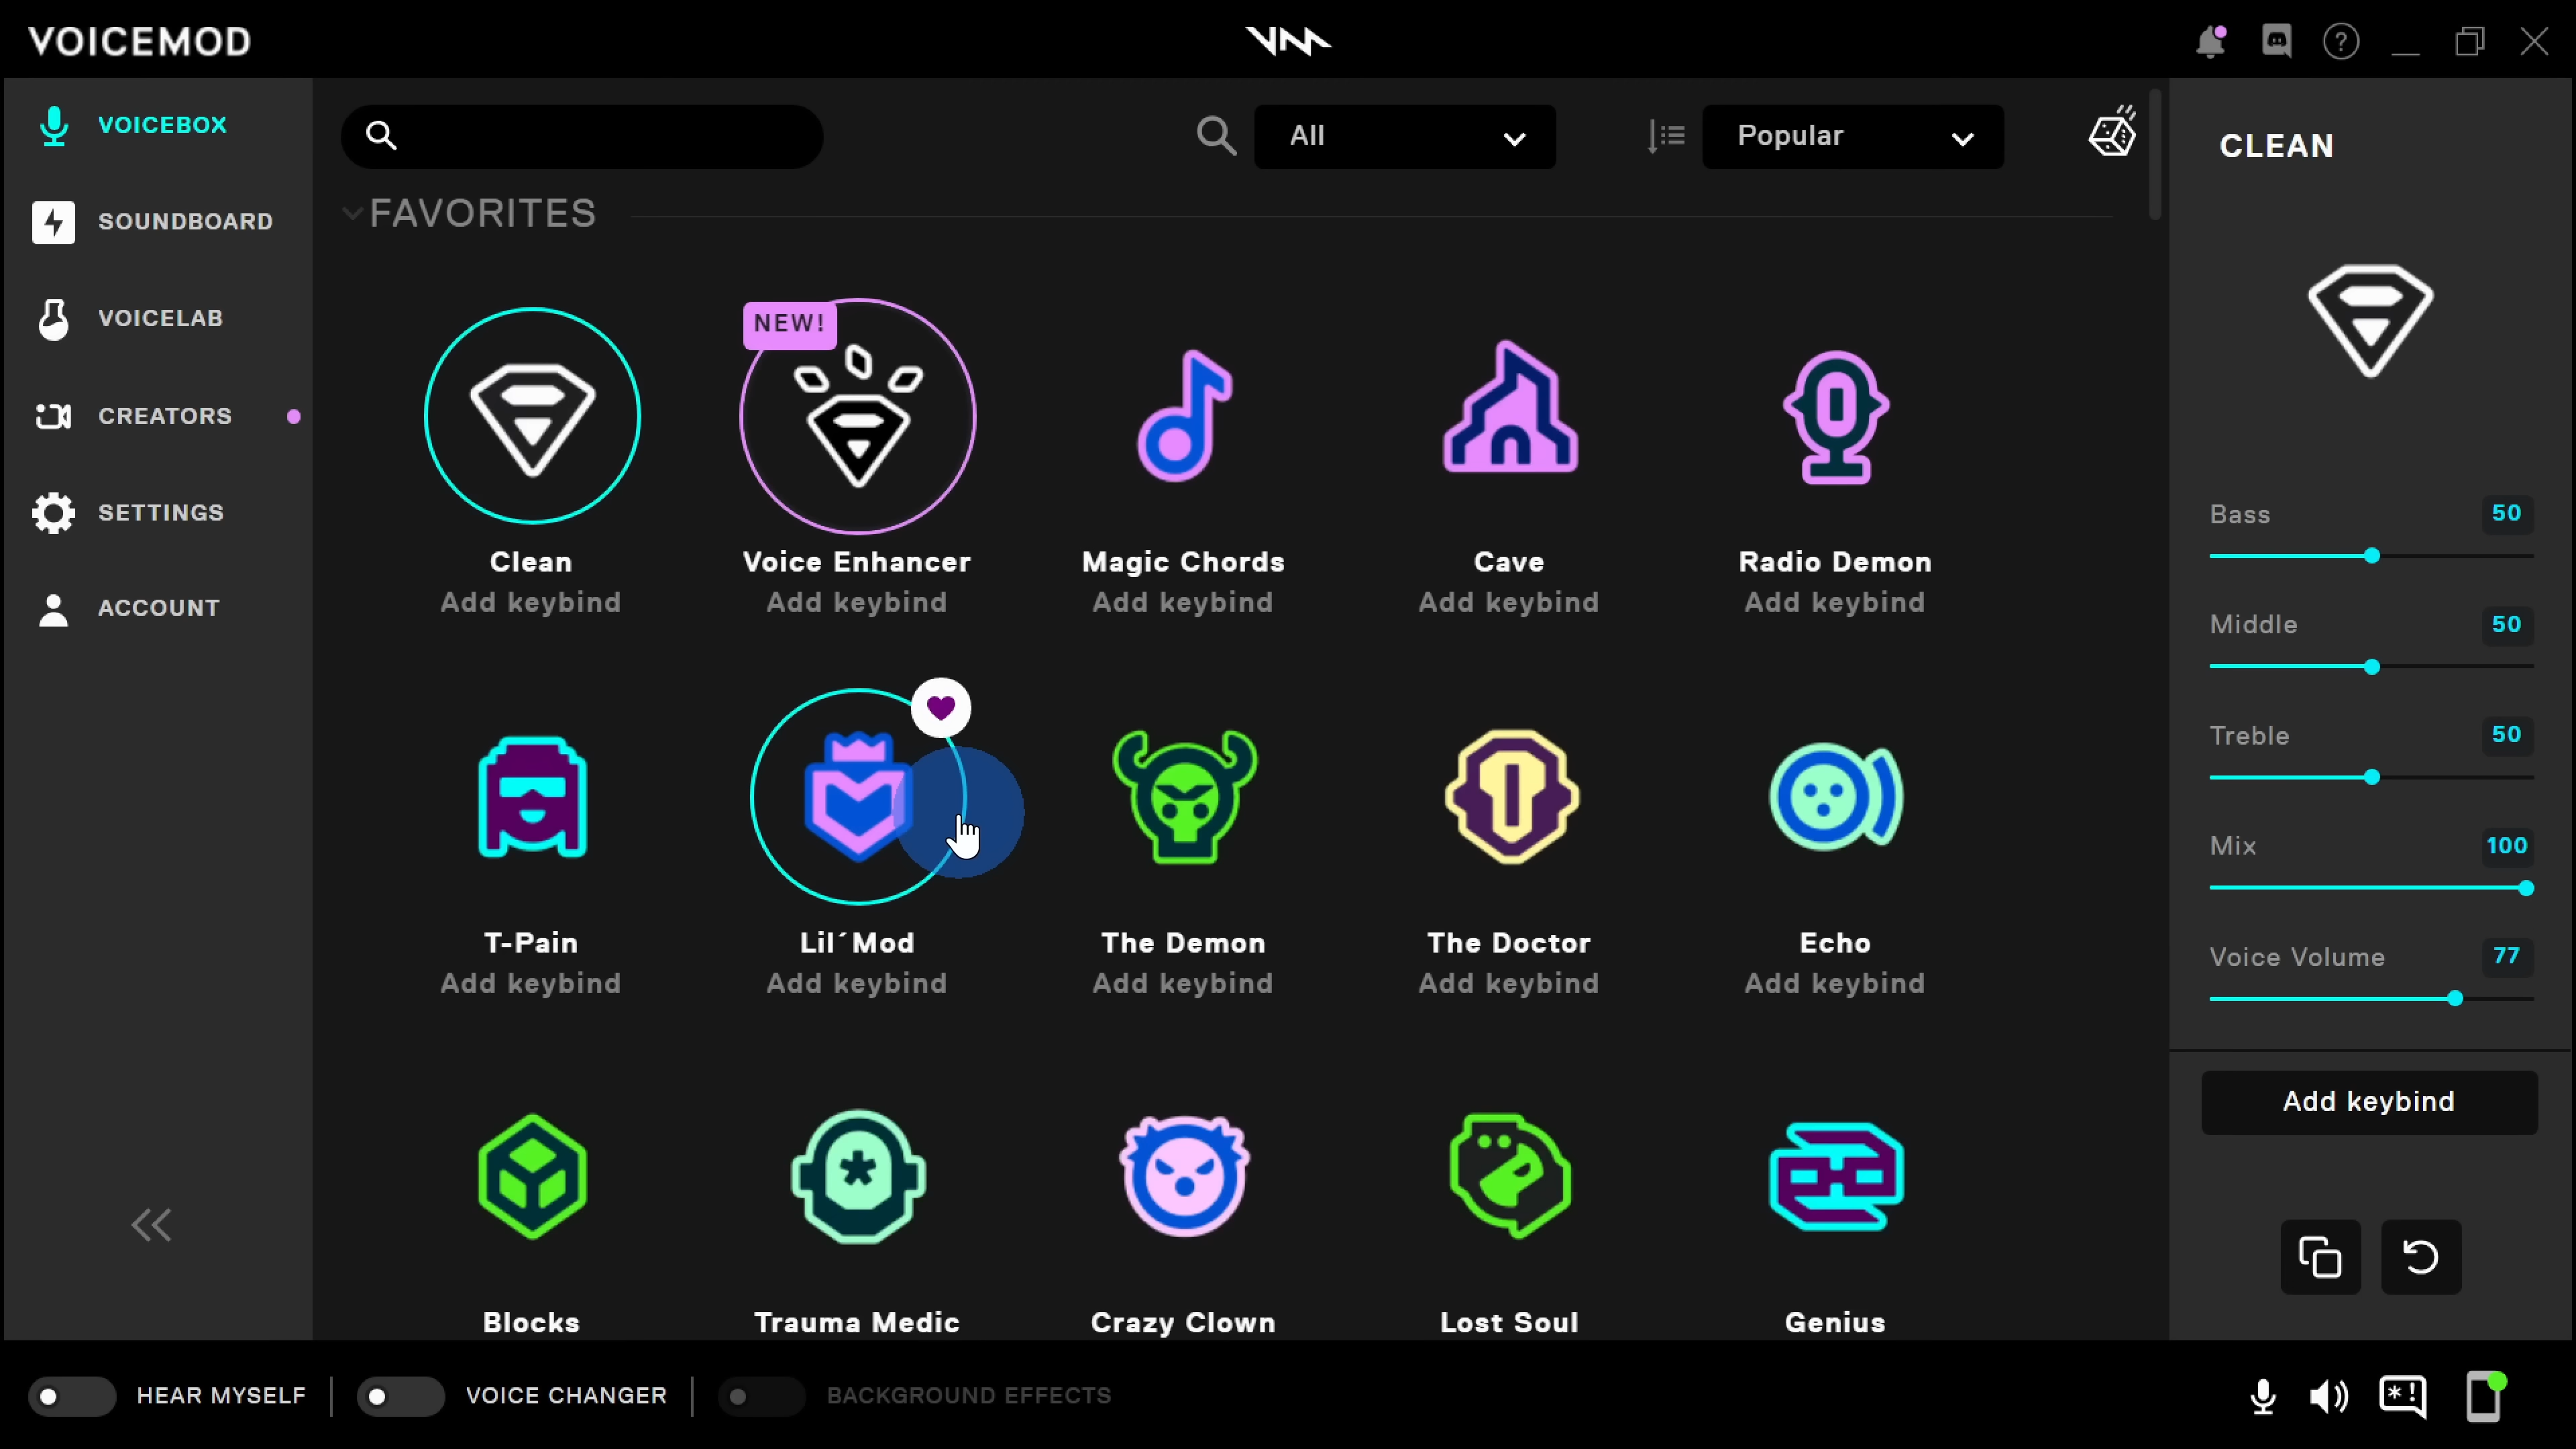 VOICEMOD
VOICEBOX
SOUNDBOARD
VOICELAB
CREATORS
SETTINGS
ACCOUNT
All
Popular
FAVORITES
NEW!
Clean
Add keybind
Voice Enhancer
Add keybind
Magic Chords
Add keybind
Cave
Add keybind
Radio Demon
Add keybind
T-Pain
Add keybind
Lil´Mod
Add keybind
The Demon
Add keybind
The Doctor
Add keybind
Echo
Add keybind
Blocks
Trauma Medic
Crazy Clown
Lost Soul
Genius
CLEAN
Bass 50
Middle 50
Treble 50
Mix 100
Voice Volume 77
Add keybind
HEAR MYSELF
VOICE CHANGER
BACKGROUND EFFECTS